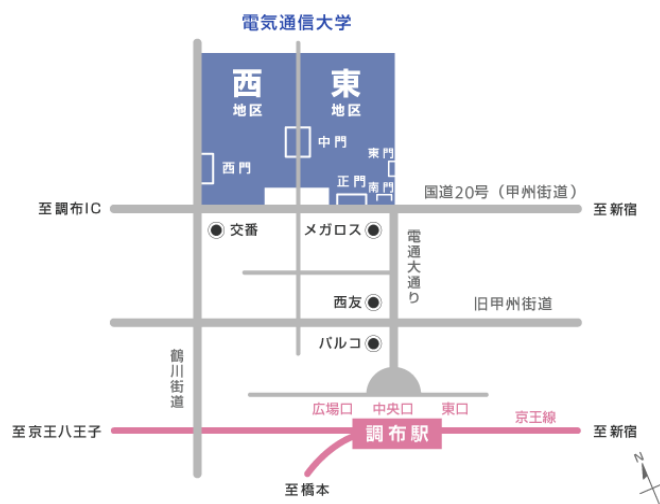 電気通信大学
西
地区
東
地区
中門
東門
西門
正門
南門
国道20号（甲州街道）
至調布IC
至新宿
交番
メガロス
電通大通り
西友
旧甲州街道
パルコ
鶴川街道
広場口
中央口
東口
京王線
至京王八王子
調布駅
至新宿
至橋本
N